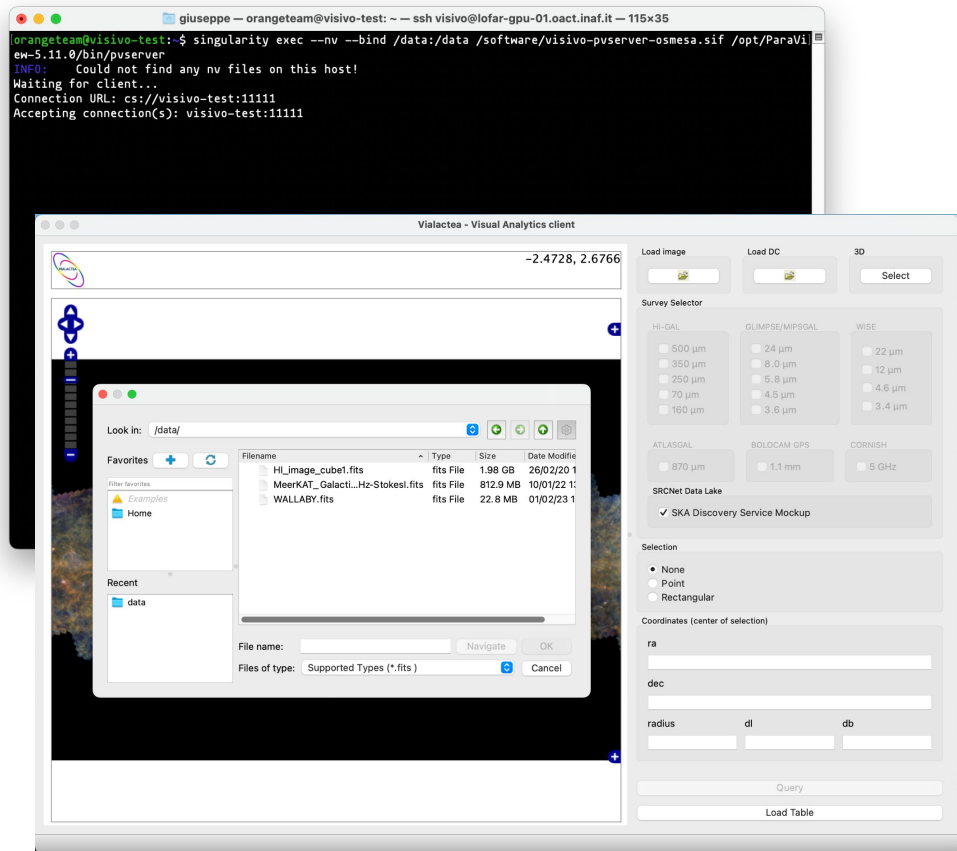 giuseppe — orangeteam@visivo-test: ~ — ssh visivo@lofar-gpu-01.oact.inaf.it — 115×35
[orangeteam@visivo-test:~$ singularity exec --nv --bind /data:/data /software/visivo-pvserver-osmesa.sif /opt/ParaVi]
ew-5.11.0/bin/pvserver
INFO:    Could not find any nv files on this host!
Waiting for client...
Connection URL: cs://visivo-test:11111
Accepting connection(s): visivo-test:11111
Vialactea - Visual Analytics client
VIALACTEA
-2.4728, 2.6766
Load image Load DC 3D
Select
Survey Selector
Hi-GAL GLIMPSE/MIPSGAL WISE
500 µm 24 µm 22 µm
350 µm 8.0 µm 12 µm
250 µm 5.8 µm 4.6 µm
70 µm 4.5 µm 3.4 µm
160 µm 3.6 µm
ATLASGAL BOLOCAM GPS CORNISH
870 µm 1.1 mm 5 GHz
SRCNet Data Lake
SKA Discovery Service Mockup
Selection
None
Point
Rectangular
Coordinates (center of selection)
ra
dec
radius dl db
Query
Load Table
Look in: /data/
Favorites
Filter favorites
Examples
Home
Recent
data
Filename Type Size Date Modifie
HI_image_cube1.fits fits File 1.98 GB 26/02/20 1
MeerKAT_ Galacti...Hz-StokesI.fits fits File 812.9 MB 10/01/22 13
WALLABY.fits fits File 22.8 MB 01/02/23 1
File name: Navigate OK
Files of type: Supported Types (*.fits ) Cancel